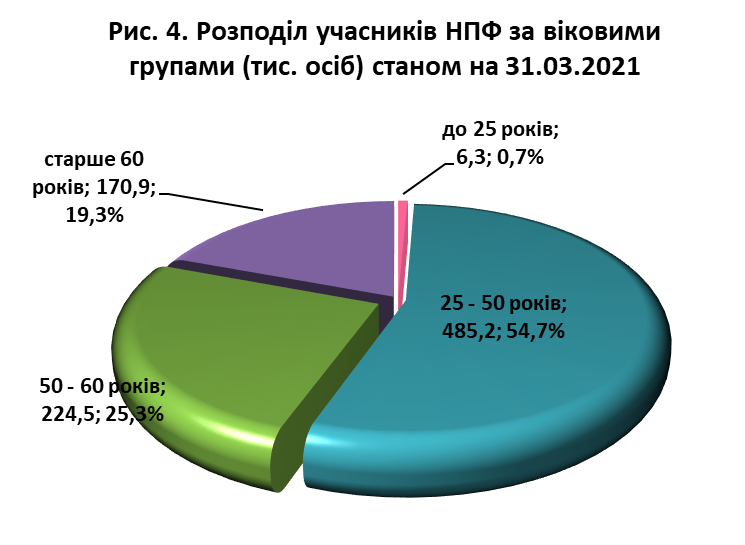 Рис. 4. Розподіл учасників НПФ за віковими
групами (тис. осіб) станом на 31.03.2021
до 25 років;
6,3; 0,7%
старше 60
років; 170,9;
19,3%
25 - 50 років;
485,2; 54,7%
50 - 60 років;
224,5; 25,3%